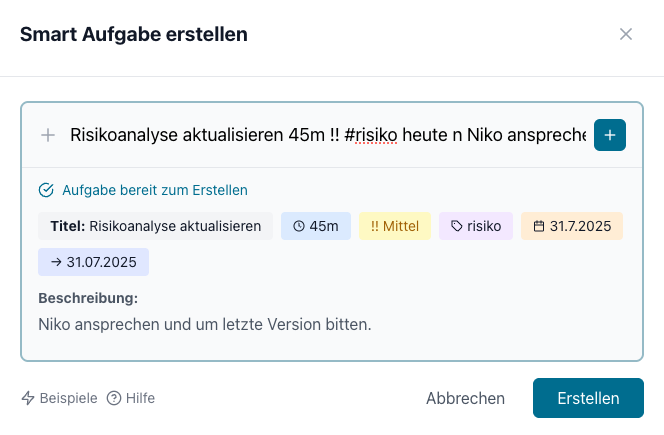 Smart Aufgabe erstellen
Risikoanalyse aktualisieren 45m !! #risiko heute n Niko anspreche
Aufgabe bereit zum Erstellen
Titel: Risikoanalyse aktualisieren 45m !! Mittel risiko 31.7.2025
→ 31.07.2025
Beschreibung:
Niko ansprechen und um letzte Version bitten.
Beispiele Hilfe Abbrechen Erstellen